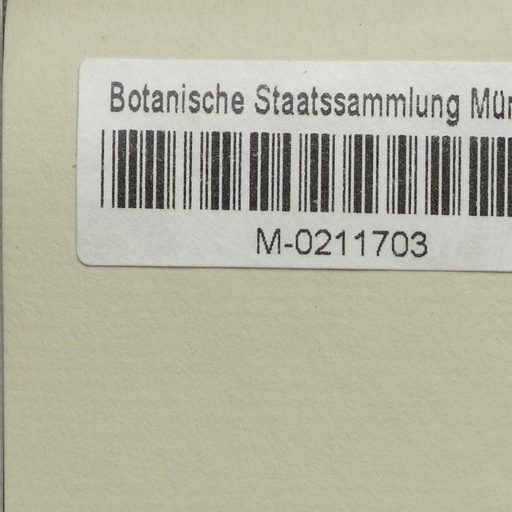 Botanische Staatssammlung Mün
M-0211703